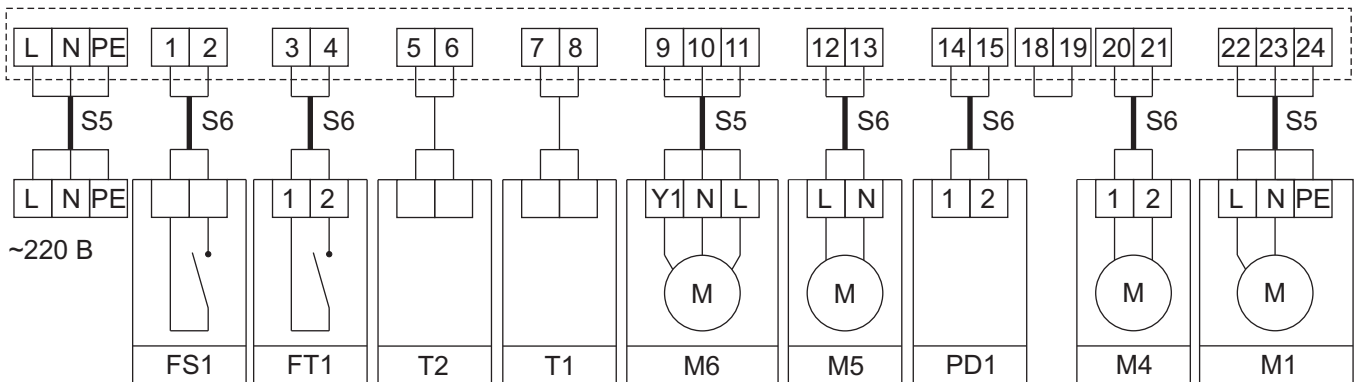 L N PE 1 2 3 4 5 6 7 8 9 10 11 12 13 14 15 18 19 20 21 22 23 24
S5 S6 S6 S5 S6 S6 S6 S5
L N PE 1 2 Y1 N L L N 1 2 1 2 L N PE
~220 В
M M M M
FS1 FT1 T2 T1 M6 M5 PD1 M4 M1